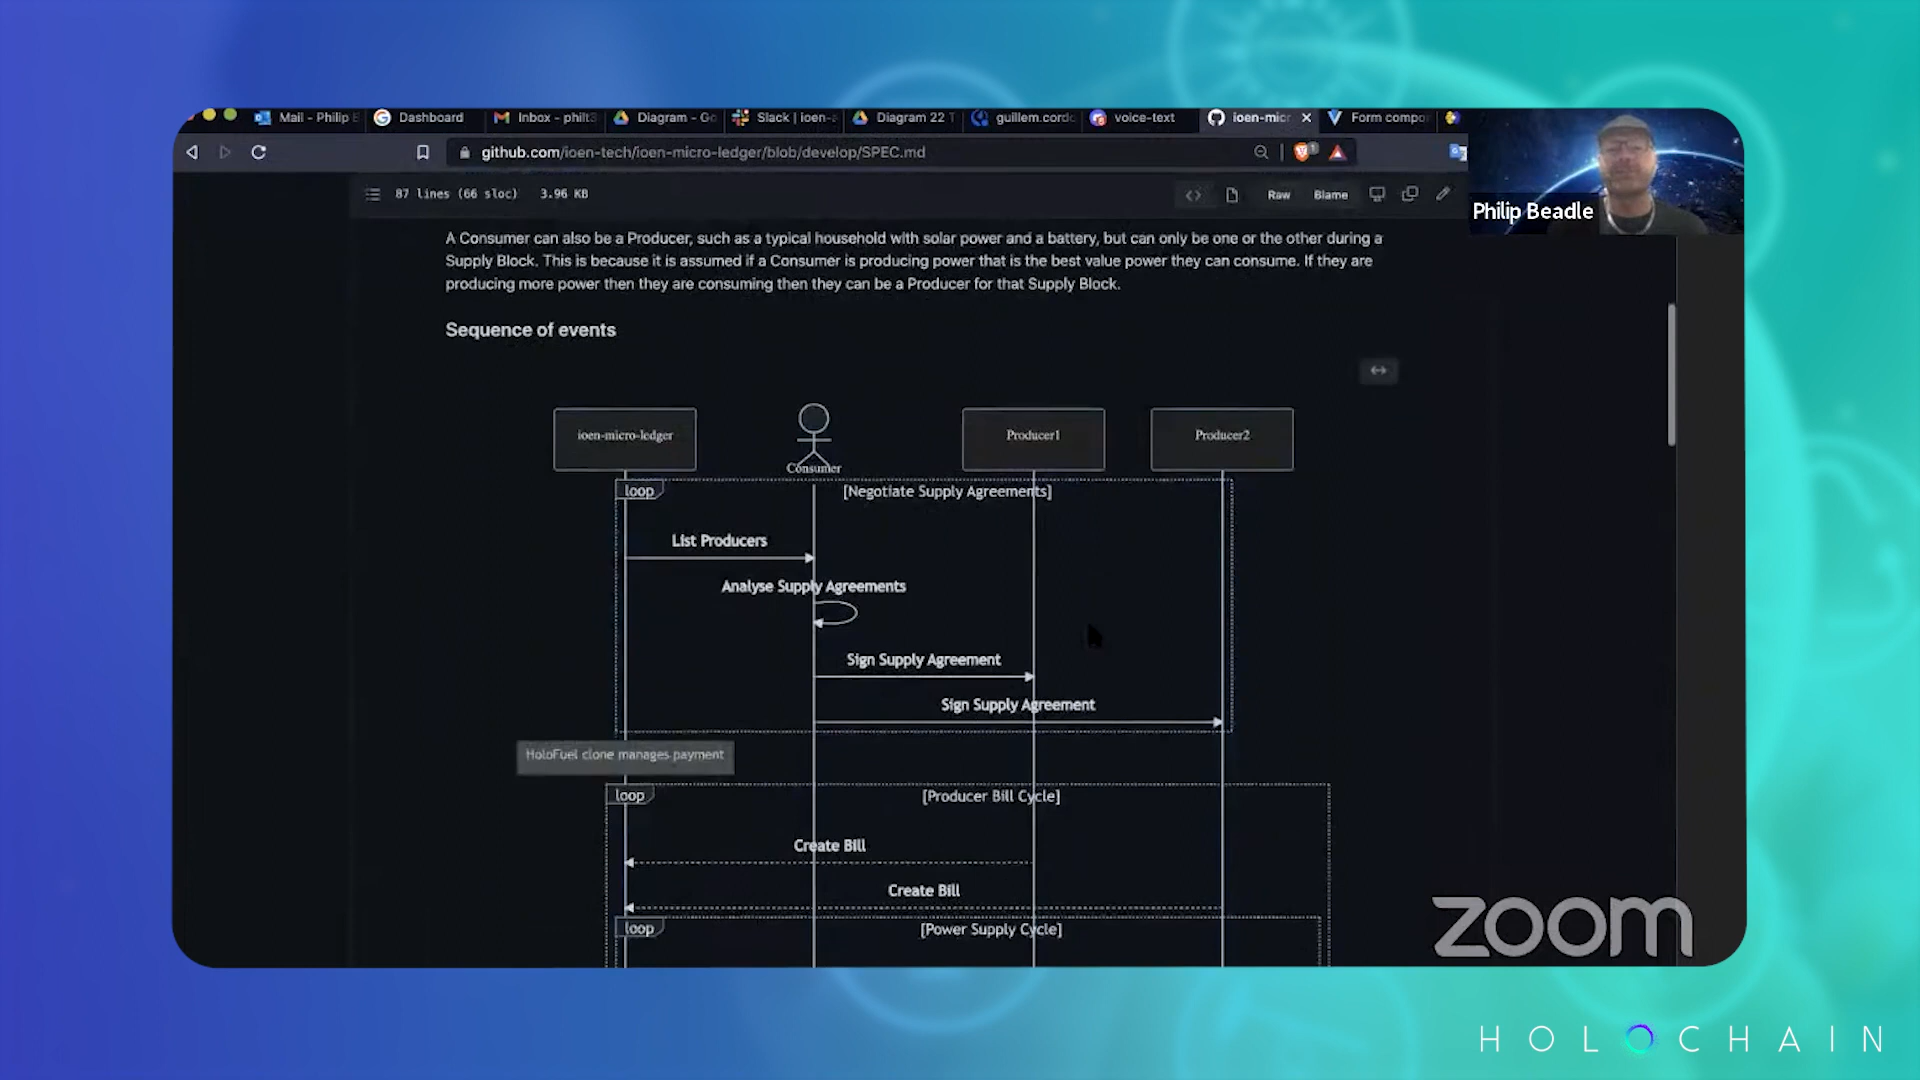 Mail - Philip B
Dashboard
Inbox - philt
Diagram - Go
Slack | ioen-
Diagram 22
guillem.cord
voice-text
ioen-micr
Form compo
github.com/ioen-tech/ioen-micro-ledger/blob/develop/SPEC.md
87 lines (66 sloc)
3.96 KB
Raw
Blame
Philip Beadle
A Consumer can also be a Producer, such as a typical household with solar power and a battery, but can only be one or the other during a
Supply Block. This is because it is assumed if a Consumer is producing power that is the best value power they can consume. If they are
producing more power then they are consuming then they can be a Producer for that Supply Block.
Sequence of events
ioen-micro-ledger
Consumer
Producer1
Producer2
loop
[Negotiate Supply Agreements]
List Producers
Analyse Supply Agreements
Sign Supply Agreement
Sign Supply Agreement
HoloFuel clone manages payment
loop
[Producer Bill Cycle]
Create Bill
Create Bill
loop
[Power Supply Cycle]
zoom
HOLOCHAIN